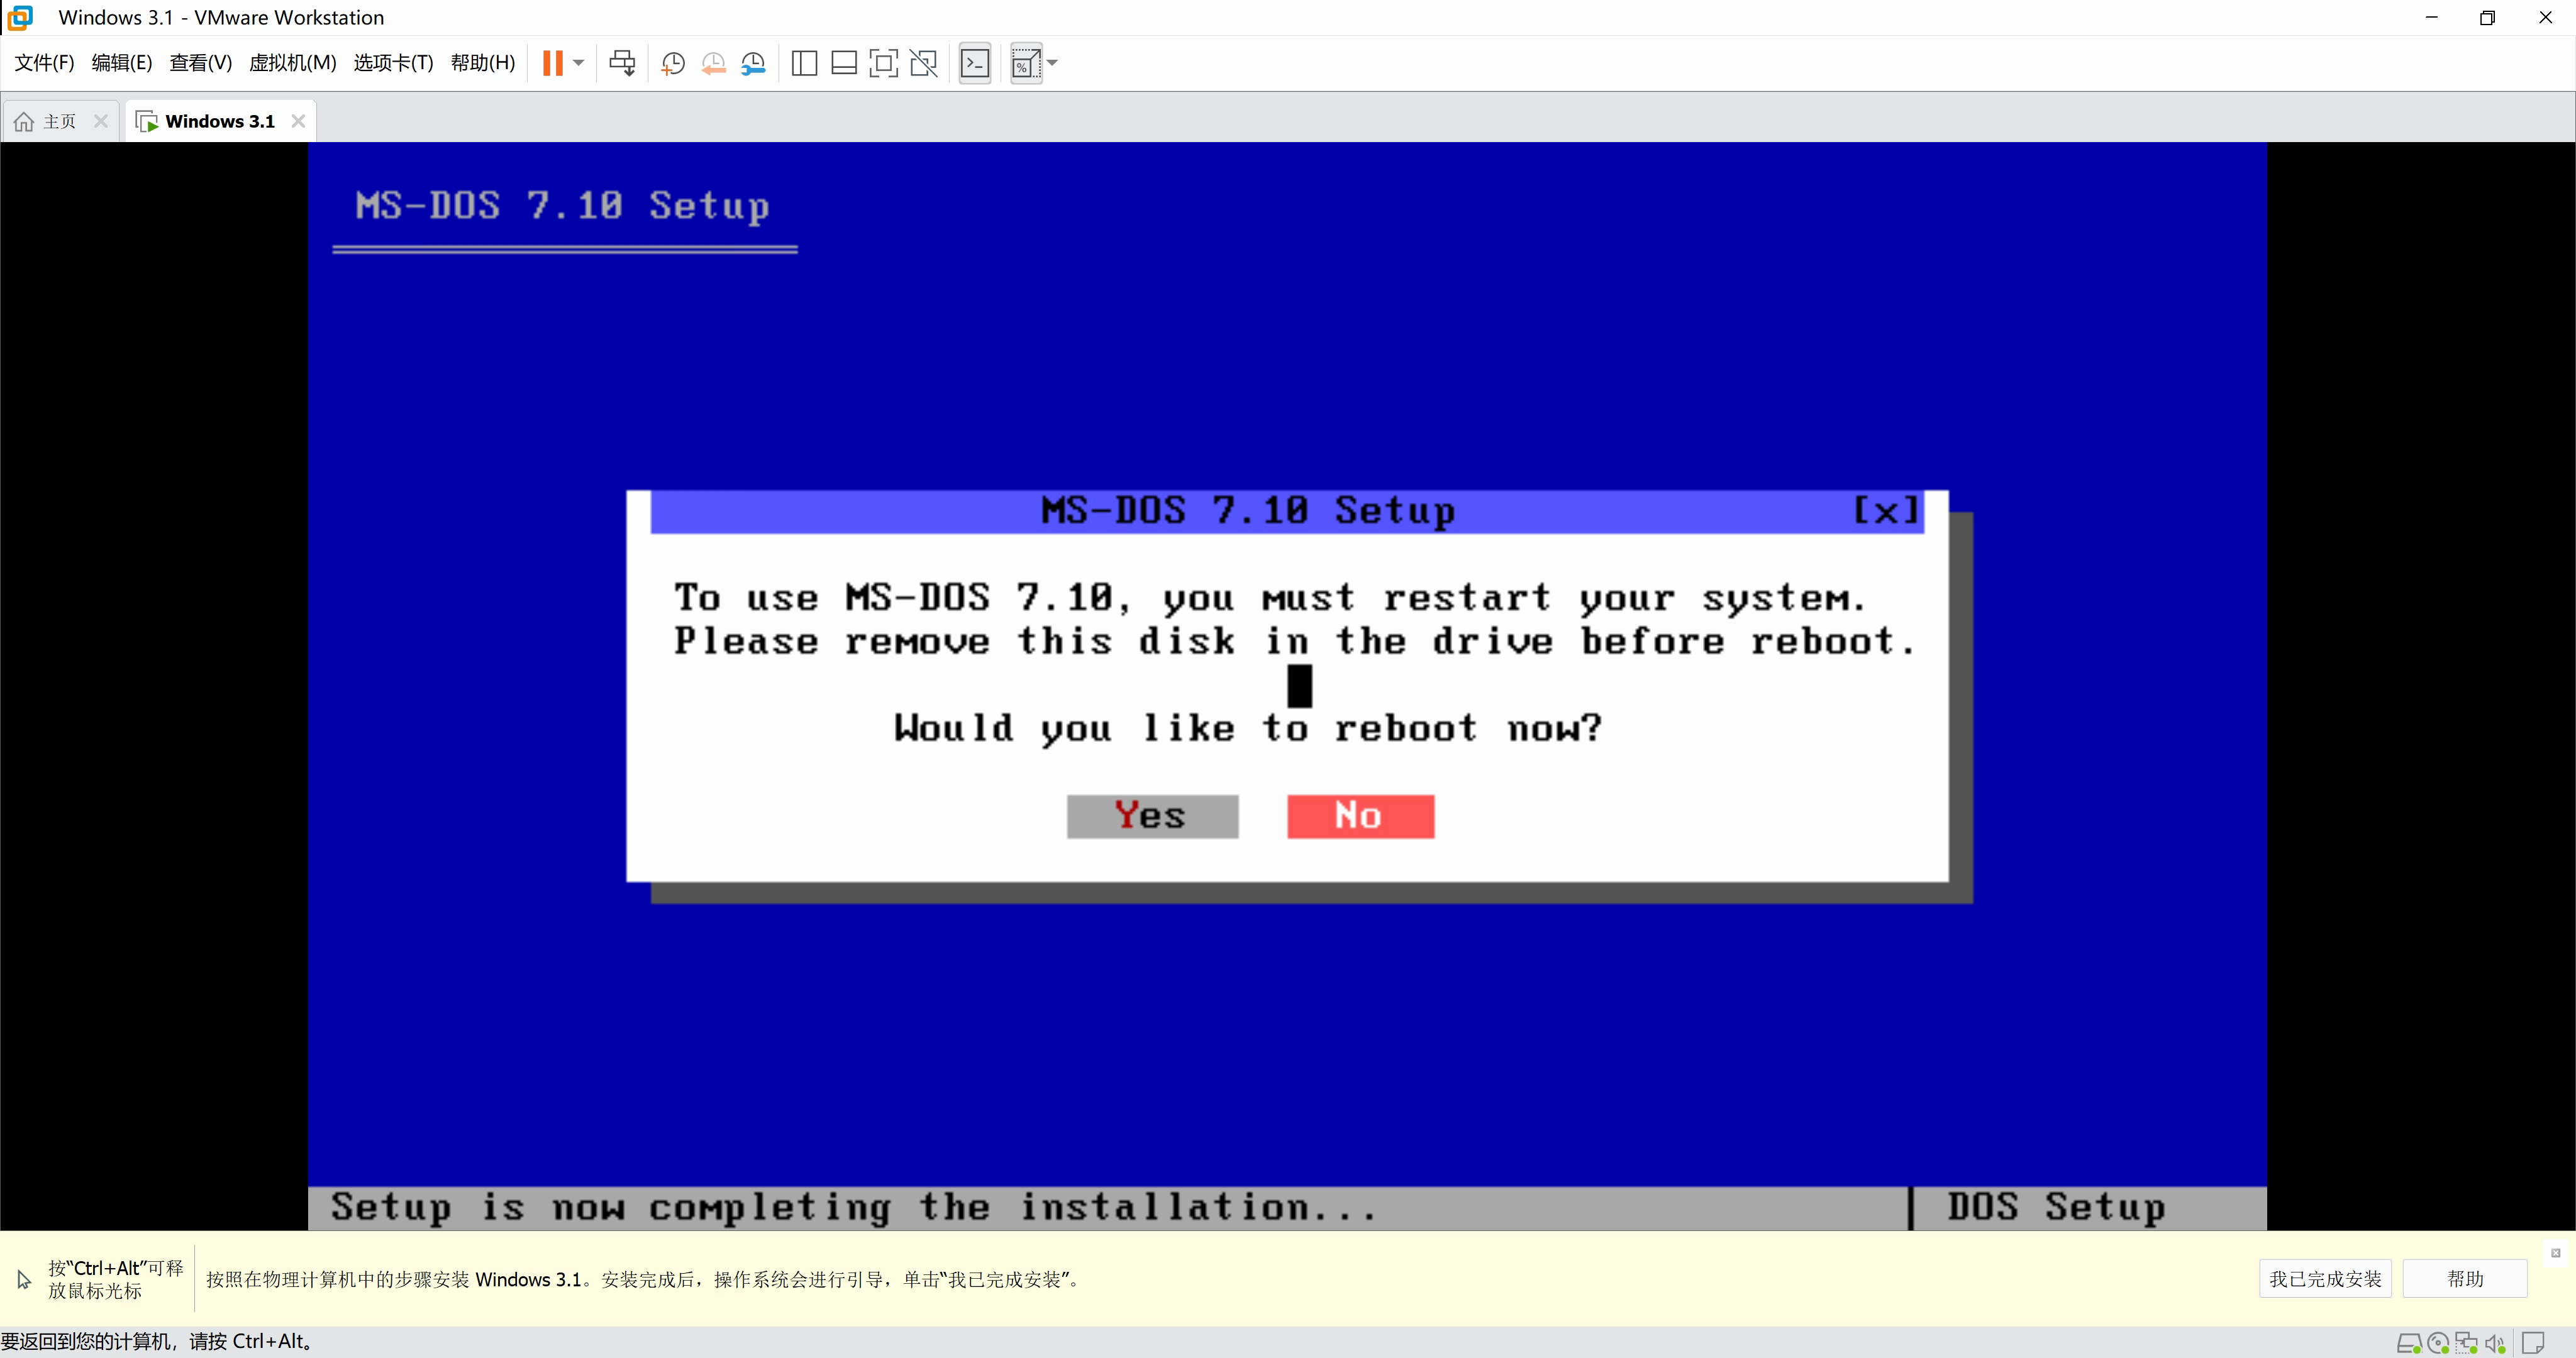 Windows 3.1 - VMware Workstation
文件(F) 编辑(E) 查看(V) 虚拟机(M) 选项卡(T) 帮助(H)
主页 Windows 3.1
MS-DOS 7.10 Setup
MS-DOS 7.10 Setup [x]
To use MS-DOS 7.10, you must restart your system.
Please remove this disk in the drive before reboot.
Would you like to reboot now?
Yes No
Setup is now completing the installation... DOS Setup
按“Ctrl+Alt”可释
放鼠标光标
按照在物理计算机中的步骤安装 Windows 3.1。安装完成后，操作系统会进行引导，单击“我已完成安装”。
我已完成安装 帮助
要返回到您的计算机，请按 Ctrl+Alt。